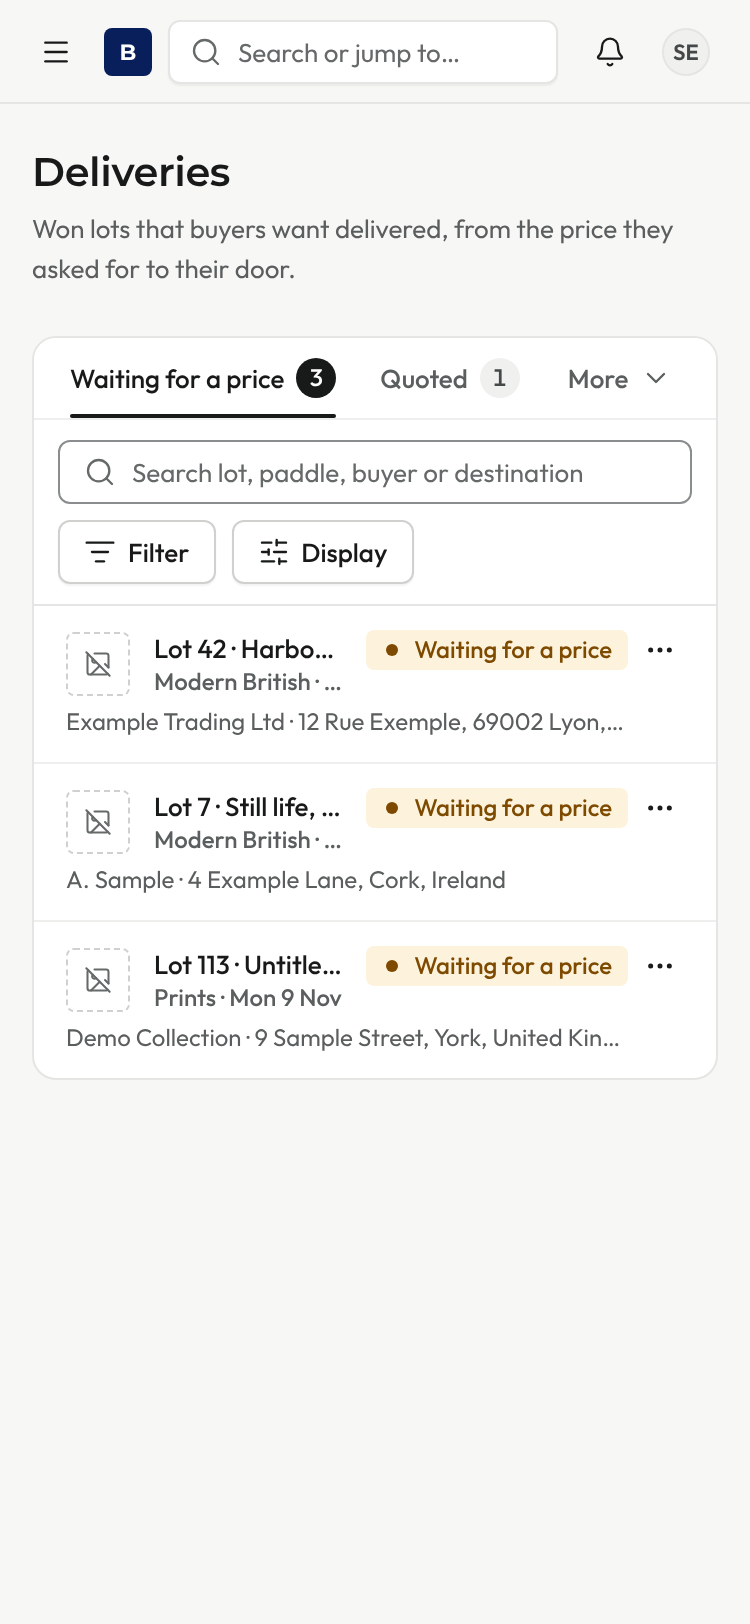 B
Search or jump to...
SE
Deliveries
Won lots that buyers want delivered, from the price they
asked for to their door.
Waiting for a price 3
Quoted 1
More
Search lot, paddle, buyer or destination
Filter
Display
Lot 42 · Harbo...
Waiting for a price
Modern British · ...
Example Trading Ltd · 12 Rue Exemple, 69002 Lyon,...
Lot 7 · Still life, ...
Waiting for a price
Modern British · ...
A. Sample · 4 Example Lane, Cork, Ireland
Lot 113 · Untitle...
Waiting for a price
Prints · Mon 9 Nov
Demo Collection · 9 Sample Street, York, United Kin...